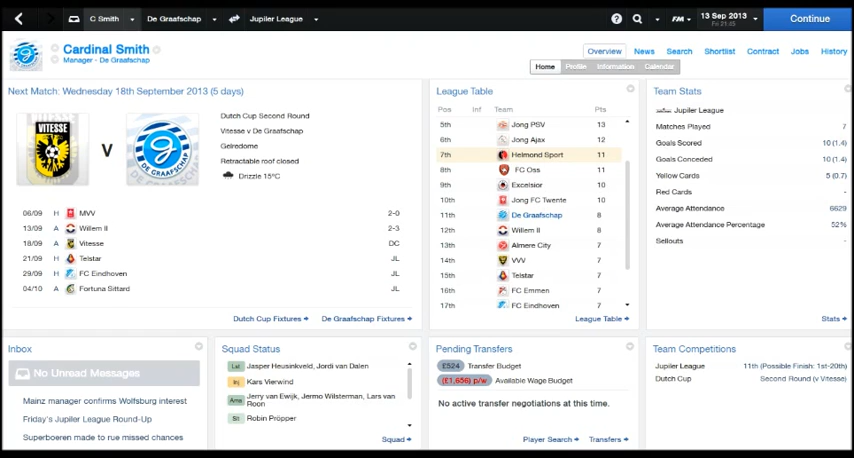 C Smith
De Graafschap
Jupiler League
FM
13 Sep 2013
Fri 21:15
Continue
Cardinal Smith
Manager - De Graafschap
Overview News Search Shortlist Contract Jobs History
Home Profile Information Calendar
Next Match: Wednesday 18th September 2013 (5 days)
VITESSE
V
DE GRAAFSCHAP
Dutch Cup Second Round
Vitesse v De Graafschap
Gelredome
Retractable roof closed
Drizzle 15°C
06/09 H MVV 2-0
13/09 A Willem II 2-3
18/09 A Vitesse DC
21/09 H Telstar JL
29/09 H FC Eindhoven JL
04/10 A Fortuna Sittard JL
Dutch Cup Fixtures
De Graafschap Fixtures
League Table
Pos Inf Team Pts
5th Jong PSV 13
6th Jong Ajax 12
7th Helmond Sport 11
8th FC Oss 11
9th Excelsior 10
10th Jong FC Twente 10
11th De Graafschap 8
12th Willem II 8
13th Almere City 7
14th VVV 7
15th Telstar 7
16th FC Emmen 7
17th FC Eindhoven 7
League Table
Team Stats
Jupiler League
Matches Played 7
Goals Scored 10 (1.4)
Goals Conceded 10 (1.4)
Yellow Cards 5 (0.7)
Red Cards -
Average Attendance 6629
Average Attendance Percentage 52%
Sellouts -
Stats
Inbox
No Unread Messages
Mainz manager confirms Wolfsburg interest
Friday's Jupiler League Round-Up
Superboeren made to rue missed chances
Squad Status
Lat Jasper Heusinkveld, Jordi van Dalen
Inj Kars Vierwind
Ama Jerry van Ewijk, Jermo Wilsterman, Lars van
Roon
Slt Robin Pröpper
Squad
Pending Transfers
£524 Transfer Budget
(£1,656) p/w Available Wage Budget
No active transfer negotiations at this time.
Player Search
Transfers
Team Competitions
Jupiler League 11th (Possible Finish: 1st-20th)
Dutch Cup Second Round (v Vitesse)